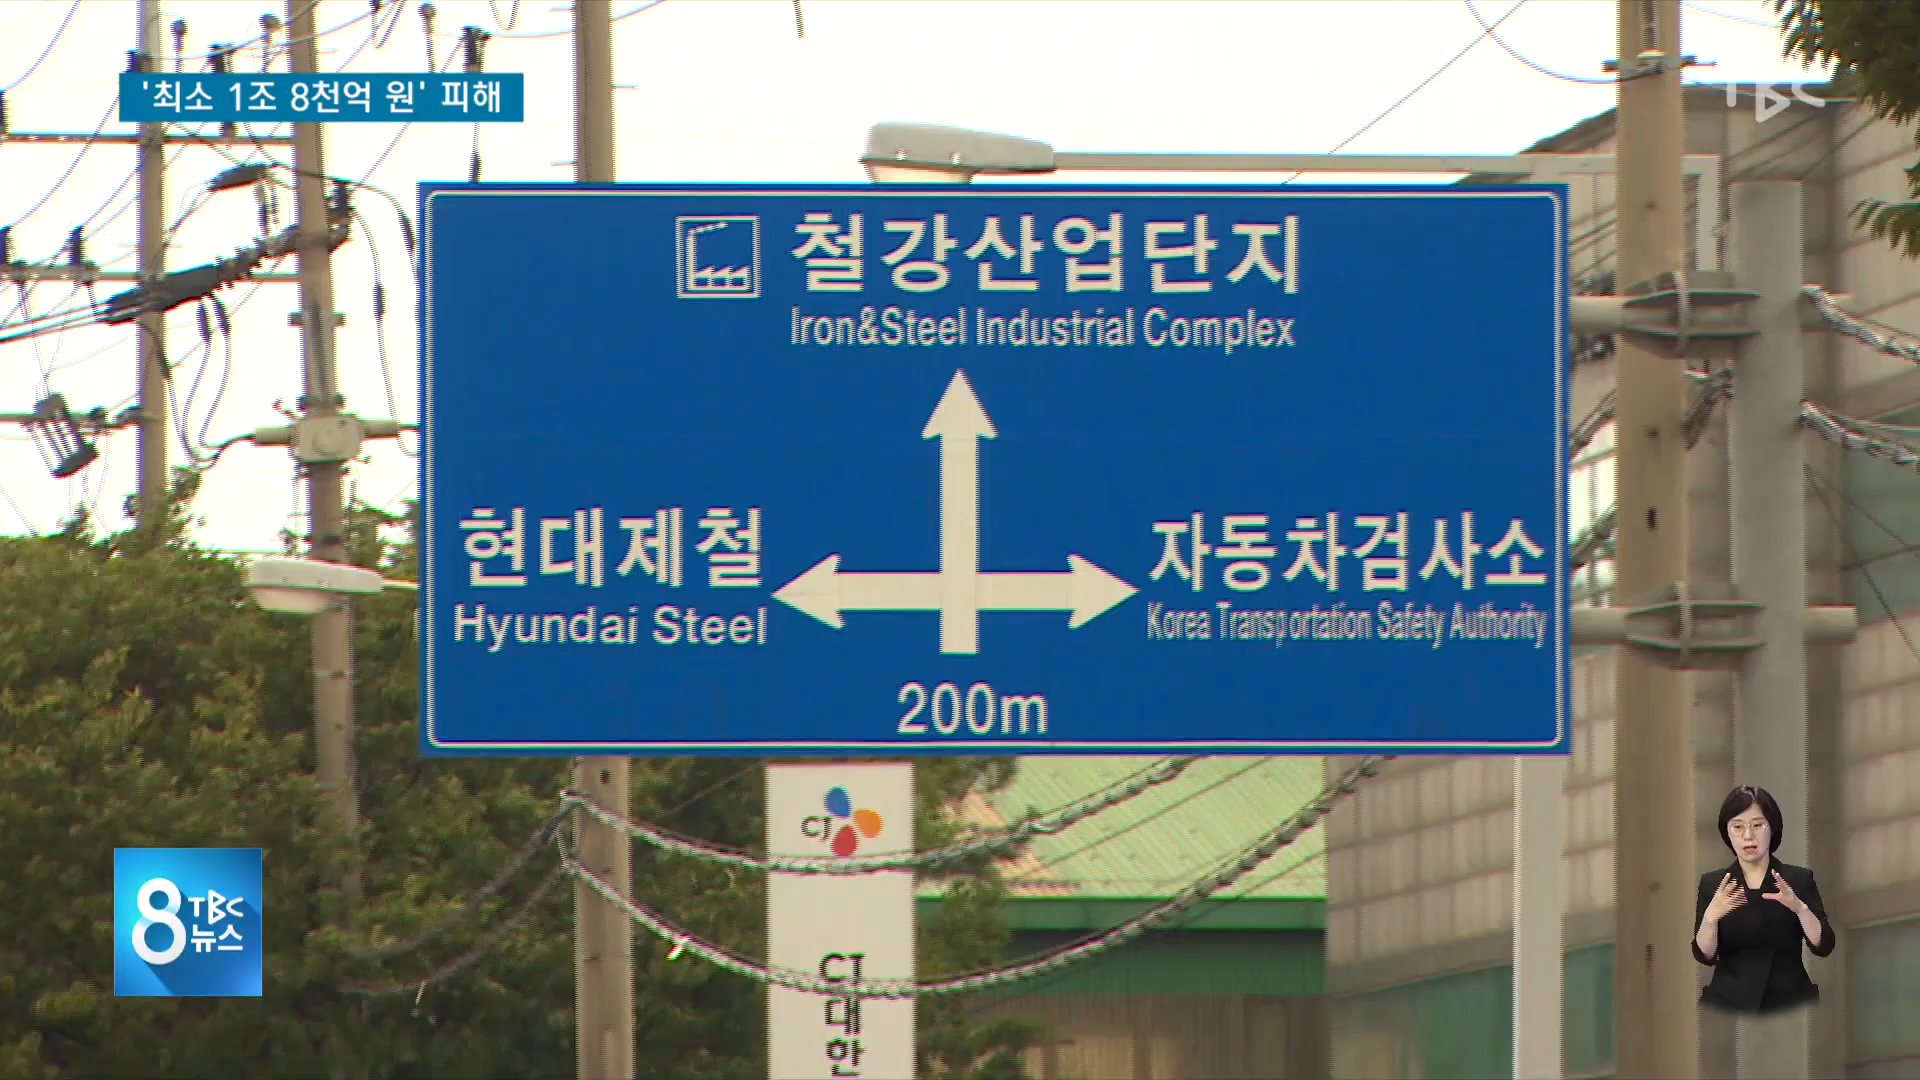 '최소 1조 8천억 원' 피해
TBC
철강산업단지
Iron&Steel Industrial Complex
현대제철
Hyundai Steel
자동차검사소
Korea Transportation Safety Authority
200m
CJ
CJ
대한
8 TBC
뉴스